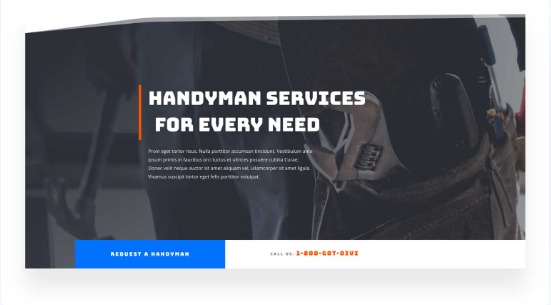 HANDYMAN SERVICES
FOR EVERY NEED
Proin eget tortor risus. Nulla porttitor accumsan tincidunt. Vestibulum ante
ipsum primis in faucibus orci luctus et ultrices posuere cubilia Curae;
Donec velit neque auctor sit amet aliquam vel, ullamcorper sit amet ligula.
Vivamus suscipit tortor eget felis porttitor volutpat.
REQUEST A HANDYMAN
CALL US: 1-800-GOT-DIVI